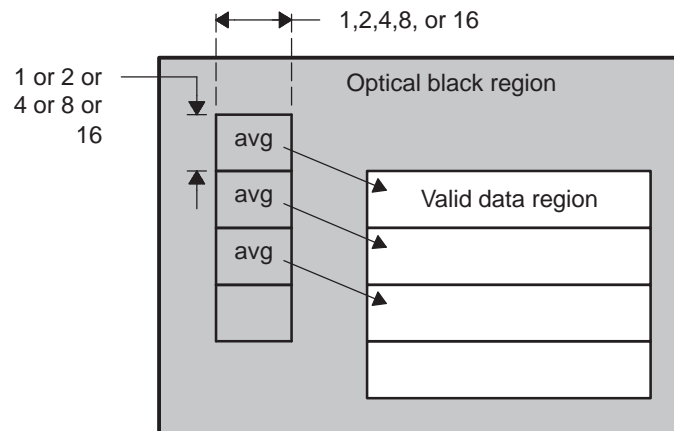 1,2,4,8, or 16
1 or 2 or
4 or 8 or
16
Optical black region
avg
Valid data region
avg
avg